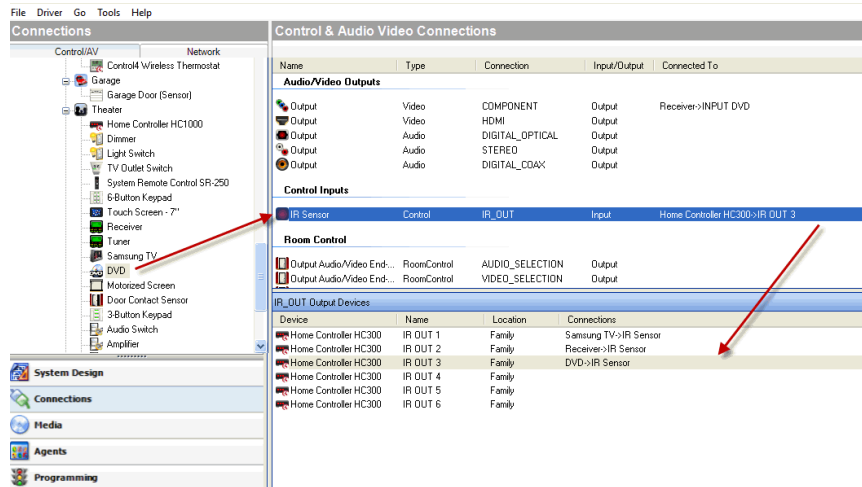 File Driver Go Tools Help
Connections
Control/AV Network
Control4 Wireless Thermostat
Garage
Garage Door (Sensor)
Theater
Home Controller HC1000
Dimmer
Light Switch
TV Outlet Switch
System Remote Control SR-250
6-Button Keypad
Touch Screen - 7"
Receiver
Tuner
Samsung TV
DVD
Motorized Screen
Door Contact Sensor
3-Button Keypad
Audio Switch
Amplifier
System Design
Connections
Media
Agents
Programming
Control & Audio Video Connections
Name Type Connection Input/Output Connected To
Audio/Video Outputs
Output Video COMPONENT Output Receiver->INPUT DVD
Output Video HDMI Output
Output Audio DIGITAL_OPTICAL Output
Output Audio STEREO Output
Output Audio DIGITAL_COAX Output
Control Inputs
IR Sensor Control IR_OUT Input Home Controller HC300->IR OUT 3
Room Control
Output Audio/Video End-... RoomControl AUDIO_SELECTION Output
Output Audio/Video End-... RoomControl VIDEO_SELECTION Output
IR_OUT Output Devices
Device Name Location Connections
Home Controller HC300 IR OUT 1 Family Samsung TV->IR Sensor
Home Controller HC300 IR OUT 2 Family Receiver->IR Sensor
Home Controller HC300 IR OUT 3 Family DVD->IR Sensor
Home Controller HC300 IR OUT 4 Family
Home Controller HC300 IR OUT 5 Family
Home Controller HC300 IR OUT 6 Family